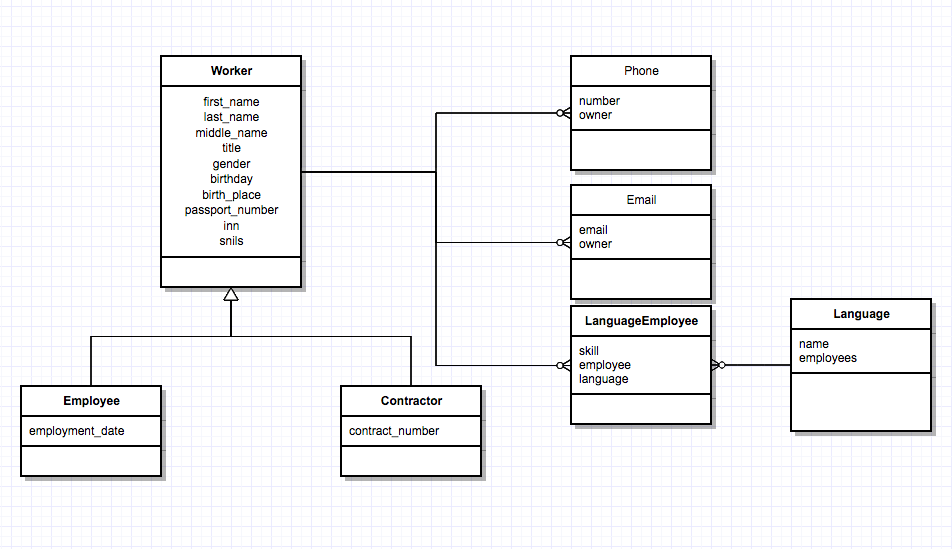 Worker
first_name
last_name
middle_name
title
gender
birthday
birth_place
passport_number
inn
snils
Phone
number
owner
Email
email
owner
LanguageEmployee
skill
employee
language
Language
name
employees
Employee
employment_date
Contractor
contract_number